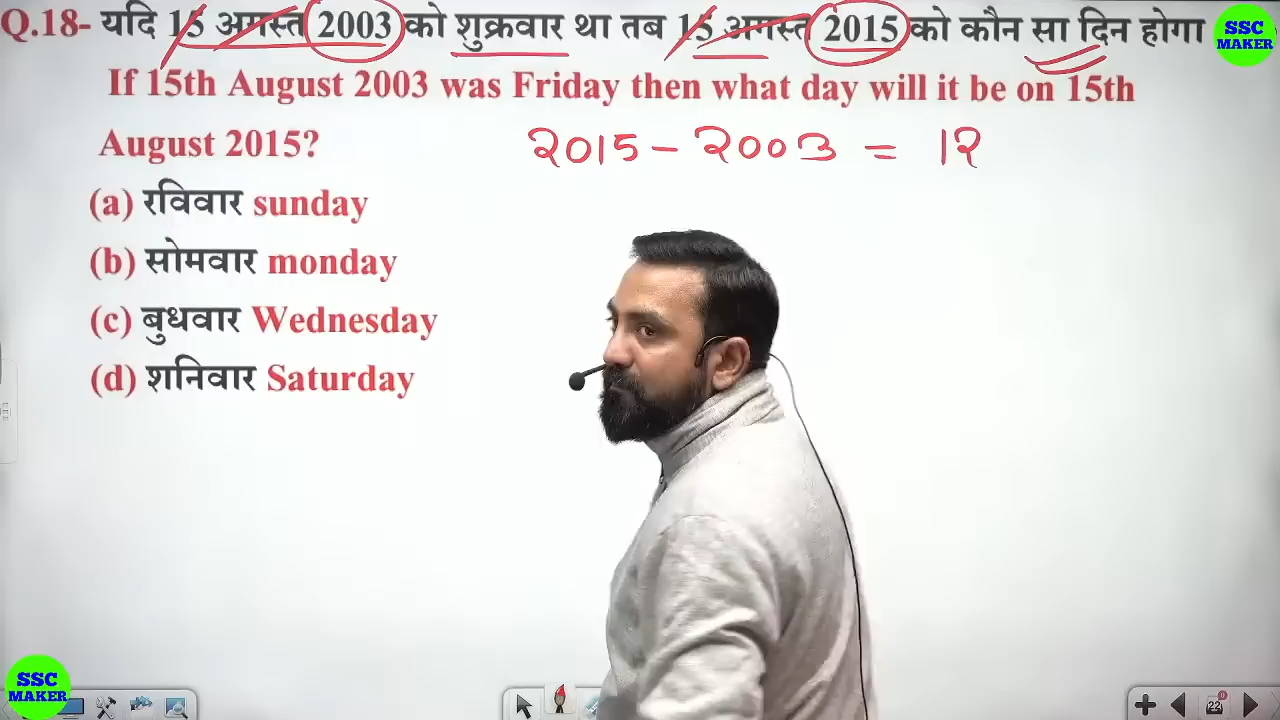 Q.18- यदि 15 अगस्त 2003 को शुक्रवार था तब 15 अगस्त 2015 को कौन सा दिन होगा
If 15th August 2003 was Friday then what day will it be on 15th
August 2015?
2015 - 2003 = 12
(a) रविवार sunday
(b) सोमवार monday
(c) बुधवार Wednesday
(d) शनिवार Saturday
SSC
MAKER
SSC
MAKER
22